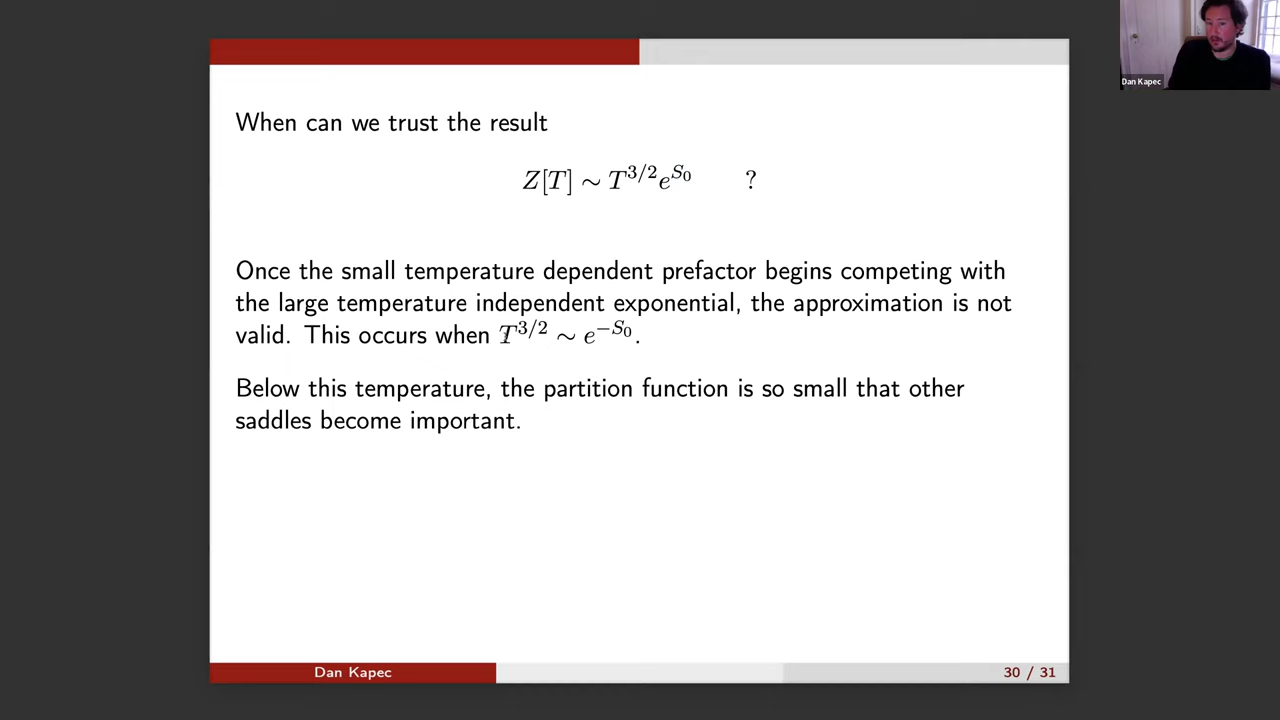 Dan Kapec
When can we trust the result
Z[T] ∼ T^{3/2} e^{S_0} ?
Once the small temperature dependent prefactor begins competing with
the large temperature independent exponential, the approximation is not
valid. This occurs when T^{3/2} ∼ e^{-S_0}.
Below this temperature, the partition function is so small that other
saddles become important.
Dan Kapec 30 / 31